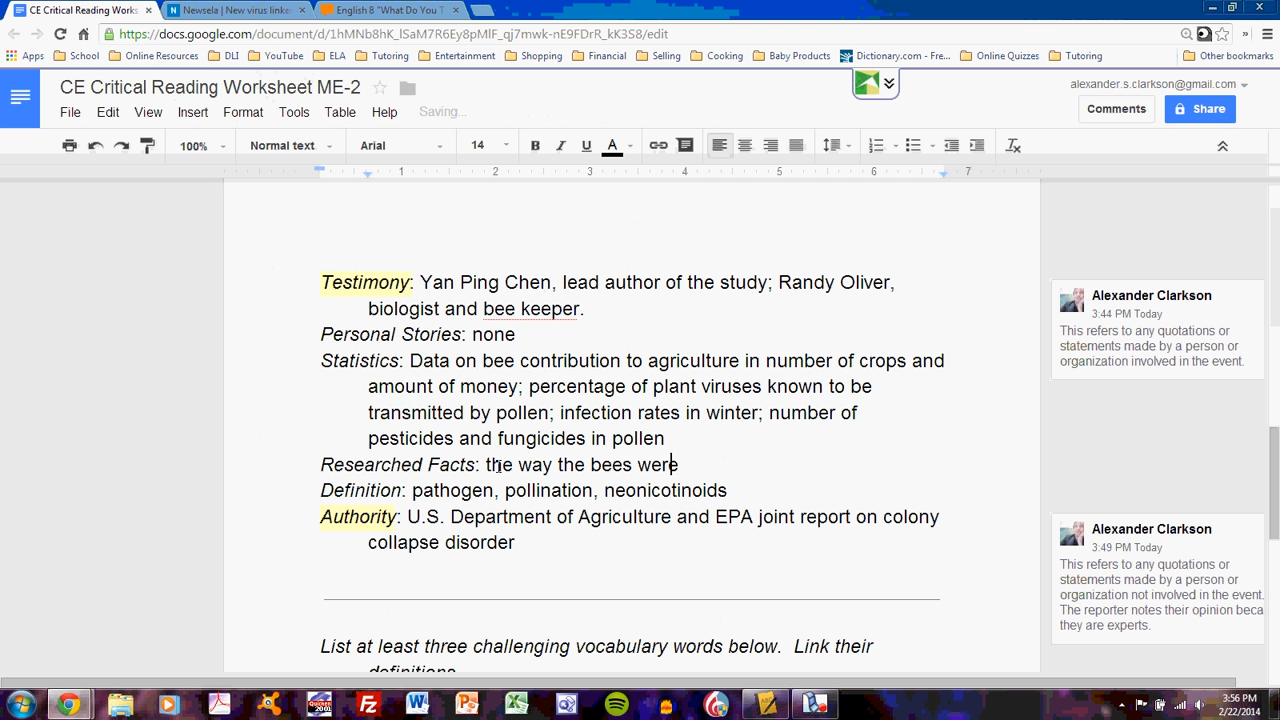 CE Critical Reading Works
Newsela | New virus linke
English 8 "What Do You T
https://docs.google.com/document/d/1hMNb8hK_lSaM7R6Ey8pMlF_qj7mwk-nE9FDrR_kK3S8/edit
Apps School Online Resources DLI YouTube ELA Tutoring Entertainment Shopping Financial Selling Cooking Baby Products Dictionary.com - Fre... Online Quizzes Tutoring Other bookmarks
CE Critical Reading Worksheet ME-2
alexander.s.clarkson@gmail.com
File Edit View Insert Format Tools Table Help Saving...
Comments Share
100% Normal text Arial 14 B I U A
1 2 3 4 5 6 7
Testimony: Yan Ping Chen, lead author of the study; Randy Oliver,
biologist and bee keeper.
Personal Stories: none
Statistics: Data on bee contribution to agriculture in number of crops and
amount of money; percentage of plant viruses known to be
transmitted by pollen; infection rates in winter; number of
pesticides and fungicides in pollen
Researched Facts: the way the bees were
Definition: pathogen, pollination, neonicotinoids
Authority: U.S. Department of Agriculture and EPA joint report on colony
collapse disorder
List at least three challenging vocabulary words below. Link their
definitions
Alexander Clarkson
3:44 PM Today
This refers to any quotations or
statements made by a person or
organization involved in the event.
Alexander Clarkson
3:49 PM Today
This refers to any quotations or
statements made by a person or
organization not involved in the event.
The reporter notes their opinion beca
they are experts.
3:56 PM
2/22/2014